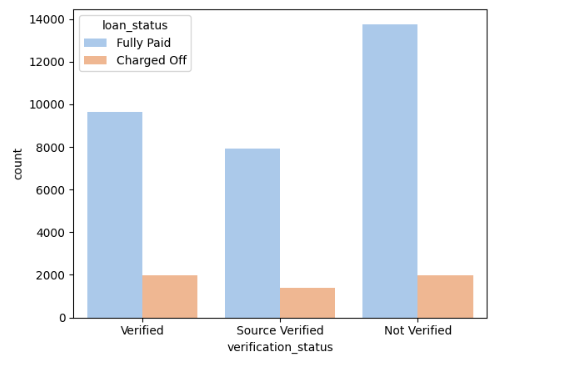 loan_status
Fully Paid
Charged Off
14000
12000
10000
8000
6000
4000
2000
0
count
Verified
Source Verified
Not Verified
verification_status